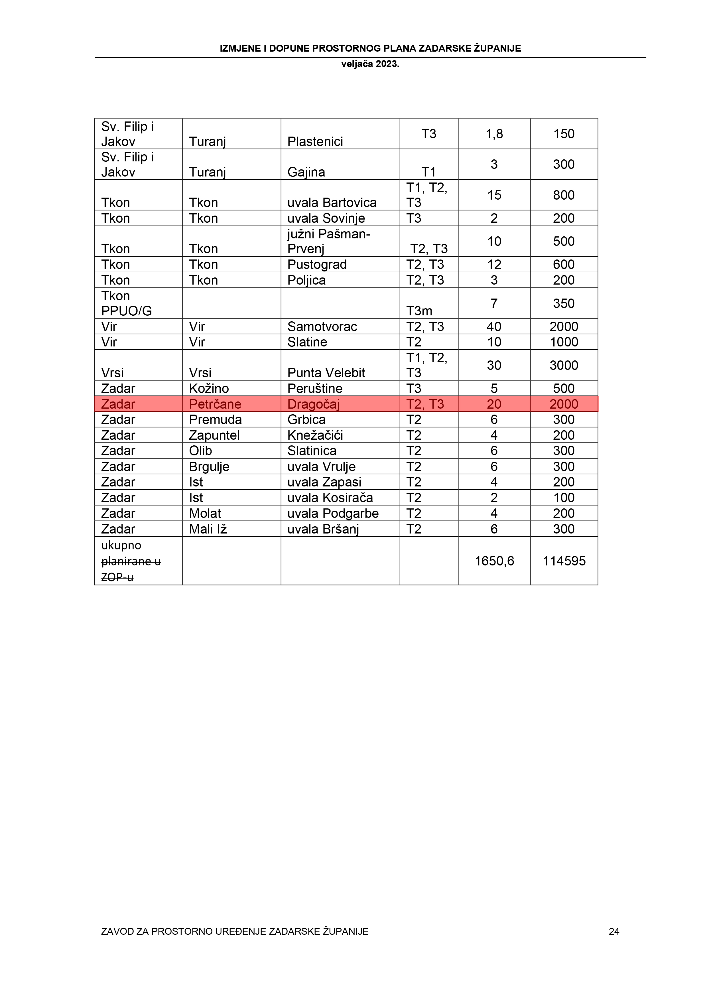 IZMJENE I DOPUNE PROSTORNOG PLANA ZADARSKE ŽUPANIJE
veljača 2023.
Sv. Filip i Jakov Turanj Plastenici T3 1,8 150
Sv. Filip i Jakov Turanj Gajina T1 3 300
Tkon Tkon uvala Bartovica T1, T2, T3 15 800
Tkon Tkon uvala Sovinje T3 2 200
Tkon Tkon južni Pašman-Prvenj T2, T3 10 500
Tkon Tkon Pustograd T2, T3 12 600
Tkon Tkon Poljica T2, T3 3 200
Tkon PPUO/G T3m 7 350
Vir Vir Samotvorac T2, T3 40 2000
Vir Vir Slatine T2 10 1000
Vrsi Vrsi Punta Velebit T1, T2, T3 30 3000
Zadar Kožino Peruštine T3 5 500
Zadar Petrčane Dragočaj T2, T3 20 2000
Zadar Premuda Grbica T2 6 300
Zadar Zapuntel Knežačići T2 4 200
Zadar Olib Slatinica T2 6 300
Zadar Brgulje uvala Vrulje T2 6 300
Zadar Ist uvala Zapasi T2 4 200
Zadar Ist uvala Kosirača T2 2 100
Zadar Molat uvala Podgarbe T2 4 200
Zadar Mali Iž uvala Bršanj T2 6 300
ukupno planirane u ZOP-u 1650,6 114595
ZAVOD ZA PROSTORNO UREĐENJE ZADARSKE ŽUPANIJE 24